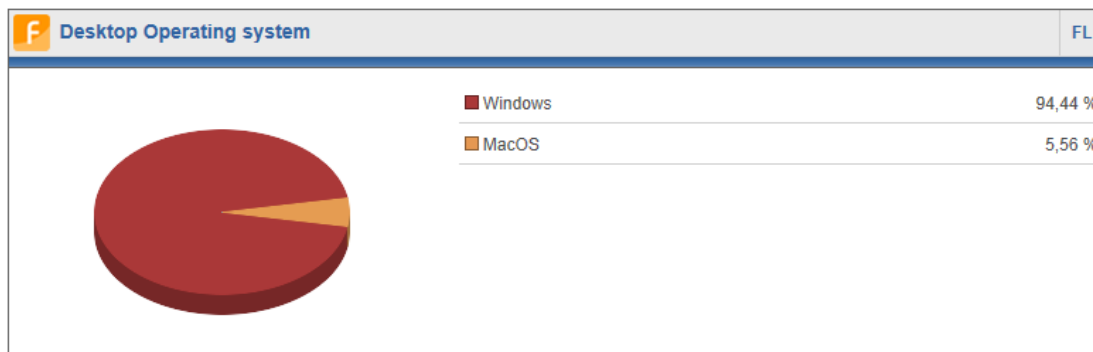 F Desktop Operating system FL
Windows 94,44 %
MacOS 5,56 %